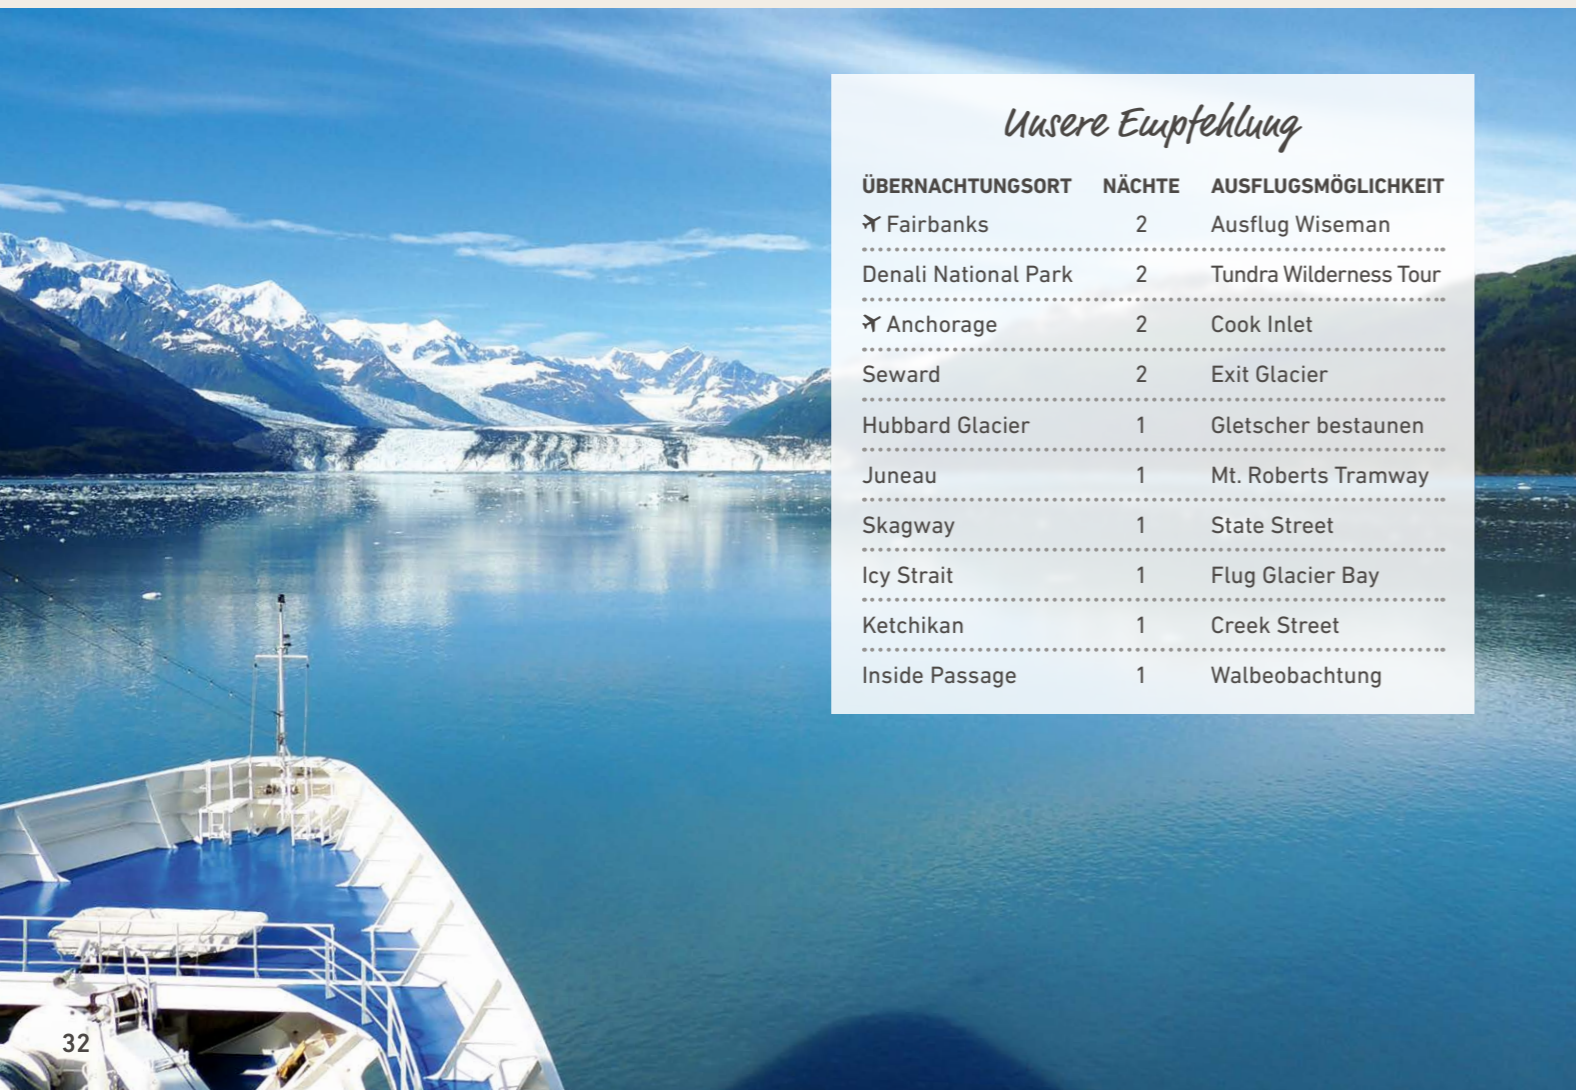 Unsere Empfehlung
ÜBERNACHTUNGSORT NÄCHTE AUSFLUGSMÖGLICHKEIT
Fairbanks 2 Ausflug Wiseman
Denali National Park 2 Tundra Wilderness Tour
Anchorage 2 Cook Inlet
Seward 2 Exit Glacier
Hubbard Glacier 1 Gletscher bestaunen
Juneau 1 Mt. Roberts Tramway
Skagway 1 State Street
Icy Strait 1 Flug Glacier Bay
Ketchikan 1 Creek Street
Inside Passage 1 Walbeobachtung
32